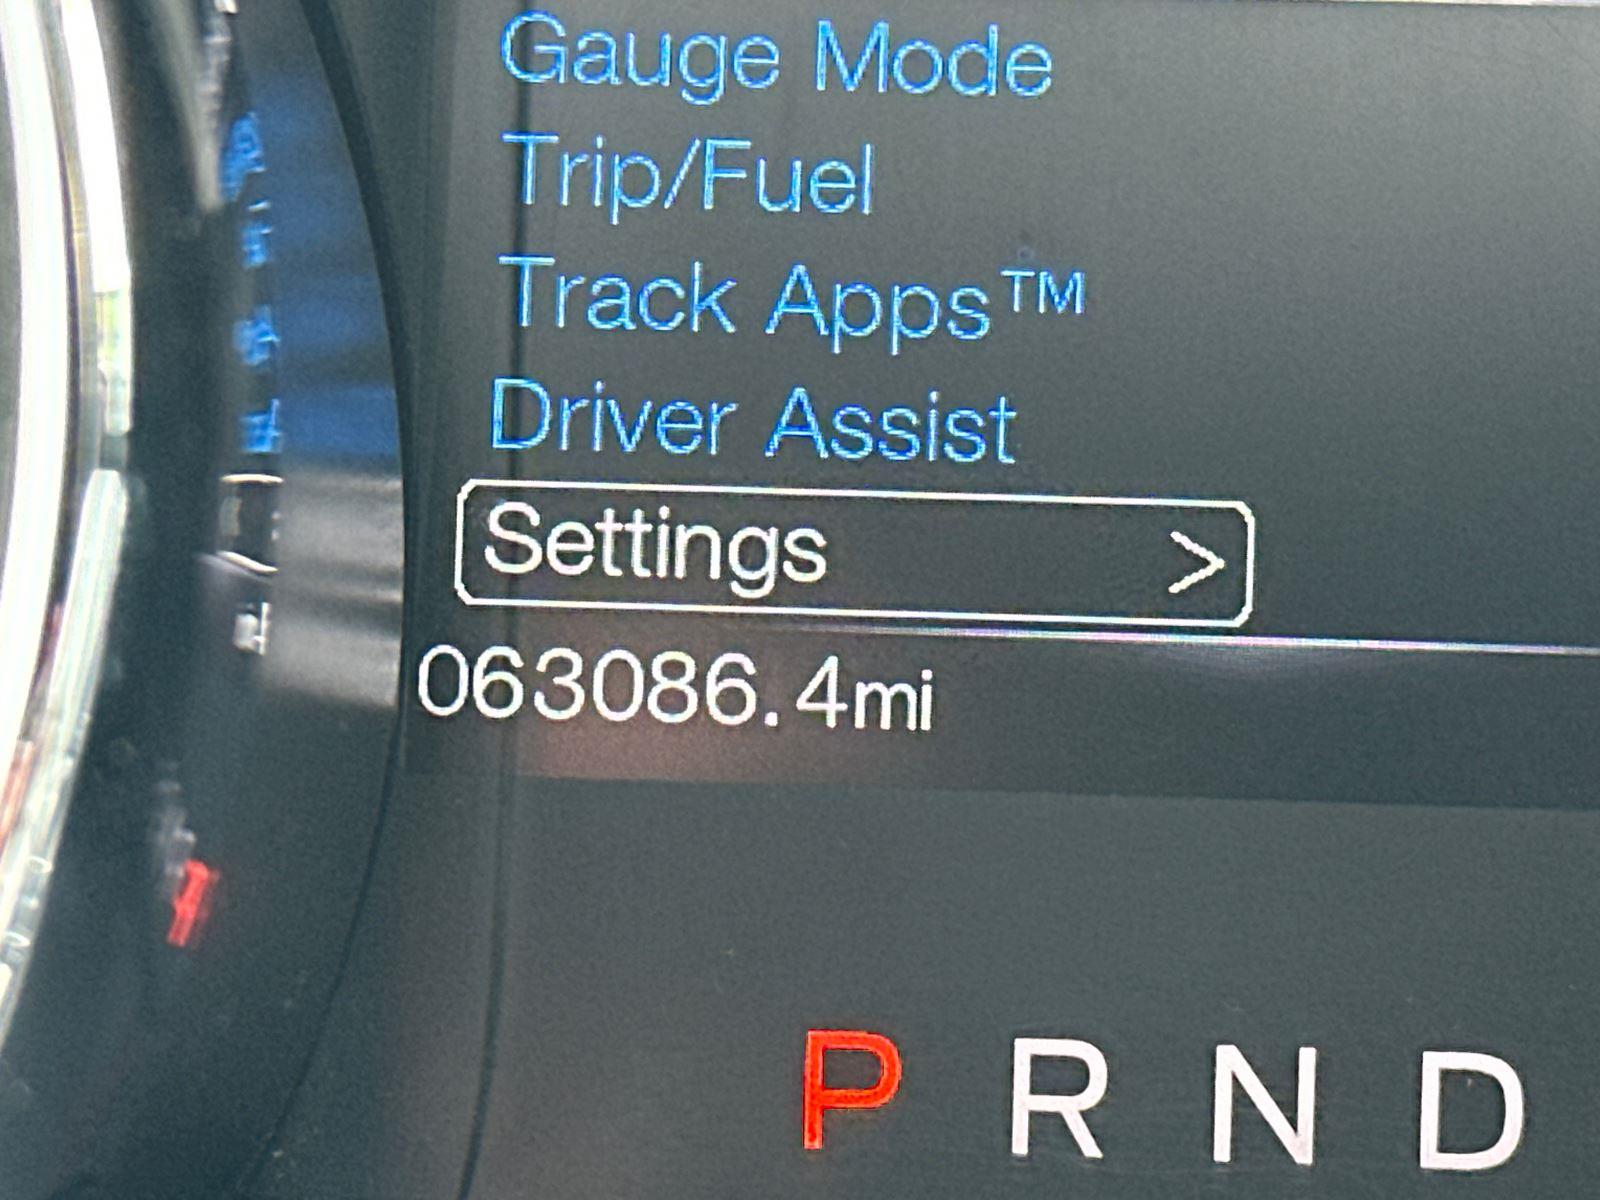 Gauge Mode
Trip/Fuel
Track Apps™
Driver Assist
Settings >
063086.4mi
P R N D